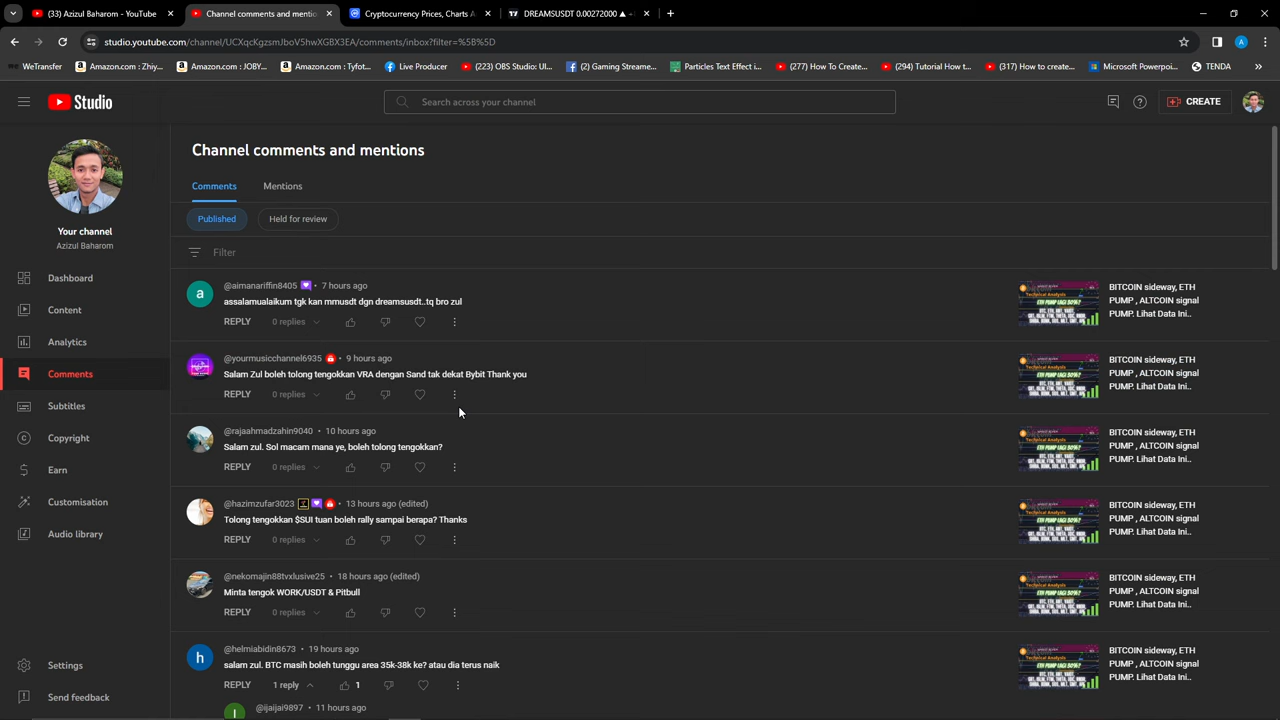 (33) Azizul Baharom - YouTube
Channel comments and mentio
Cryptocurrency Prices, Charts A
DREAMSUSDT 0.00272000 ▲
studio.youtube.com/channel/UCXqcKgzsmJboV5hwXGBX3EA/comments/inbox?filter=%5B%5D
WeTransfer
Amazon.com : Zhiy...
Amazon.com : JOBY...
Amazon.com : Tyfot...
Live Producer
(223) OBS Studio: Ul...
(2) Gaming Streame...
Particles Text Effect i...
(277) How To Create...
(294) Tutorial How t...
(317) How to create...
Microsoft Powerpoi...
TENDA
Studio
Search across your channel
CREATE
Your channel
Azizul Baharom
Dashboard
Content
Analytics
Comments
Subtitles
Copyright
Earn
Customisation
Audio library
Settings
Send feedback
Channel comments and mentions
Comments
Mentions
Published
Held for review
Filter
@aimanariffin8405 • 7 hours ago
assalamualaikum tgk kan mmusdt dgn dreamsusdt..tq bro zul
REPLY 0 replies
BITCOIN sideway, ETH
PUMP , ALTCOIN signal
PUMP. Lihat Data Ini..
@yourmusicchannel6935 • 9 hours ago
Salam Zul boleh tolong tengokkan VRA dengan Sand tak dekat Bybit Thank you
REPLY 0 replies
BITCOIN sideway, ETH
PUMP , ALTCOIN signal
PUMP. Lihat Data Ini..
@rajaahmadzahin9040 • 10 hours ago
Salam zul. Sol macam mana ye, boleh tolong tengokkan?
REPLY 0 replies
BITCOIN sideway, ETH
PUMP , ALTCOIN signal
PUMP. Lihat Data Ini..
@hazimzufar3023 • 13 hours ago (edited)
Tolong tengokkan $SUI tuan boleh rally sampai berapa? Thanks
REPLY 0 replies
BITCOIN sideway, ETH
PUMP , ALTCOIN signal
PUMP. Lihat Data Ini..
@nekomajin88tvxlusive25 • 18 hours ago (edited)
Minta tengok WORK/USDT & Pitbull
REPLY 0 replies
BITCOIN sideway, ETH
PUMP , ALTCOIN signal
PUMP. Lihat Data Ini..
@helmiabidin8673 • 19 hours ago
salam zul. BTC masih boleh tunggu area 35k-38k ke? atau dia terus naik
REPLY 1 reply 1
BITCOIN sideway, ETH
PUMP , ALTCOIN signal
PUMP. Lihat Data Ini..
@ijaijai9897 • 11 hours ago